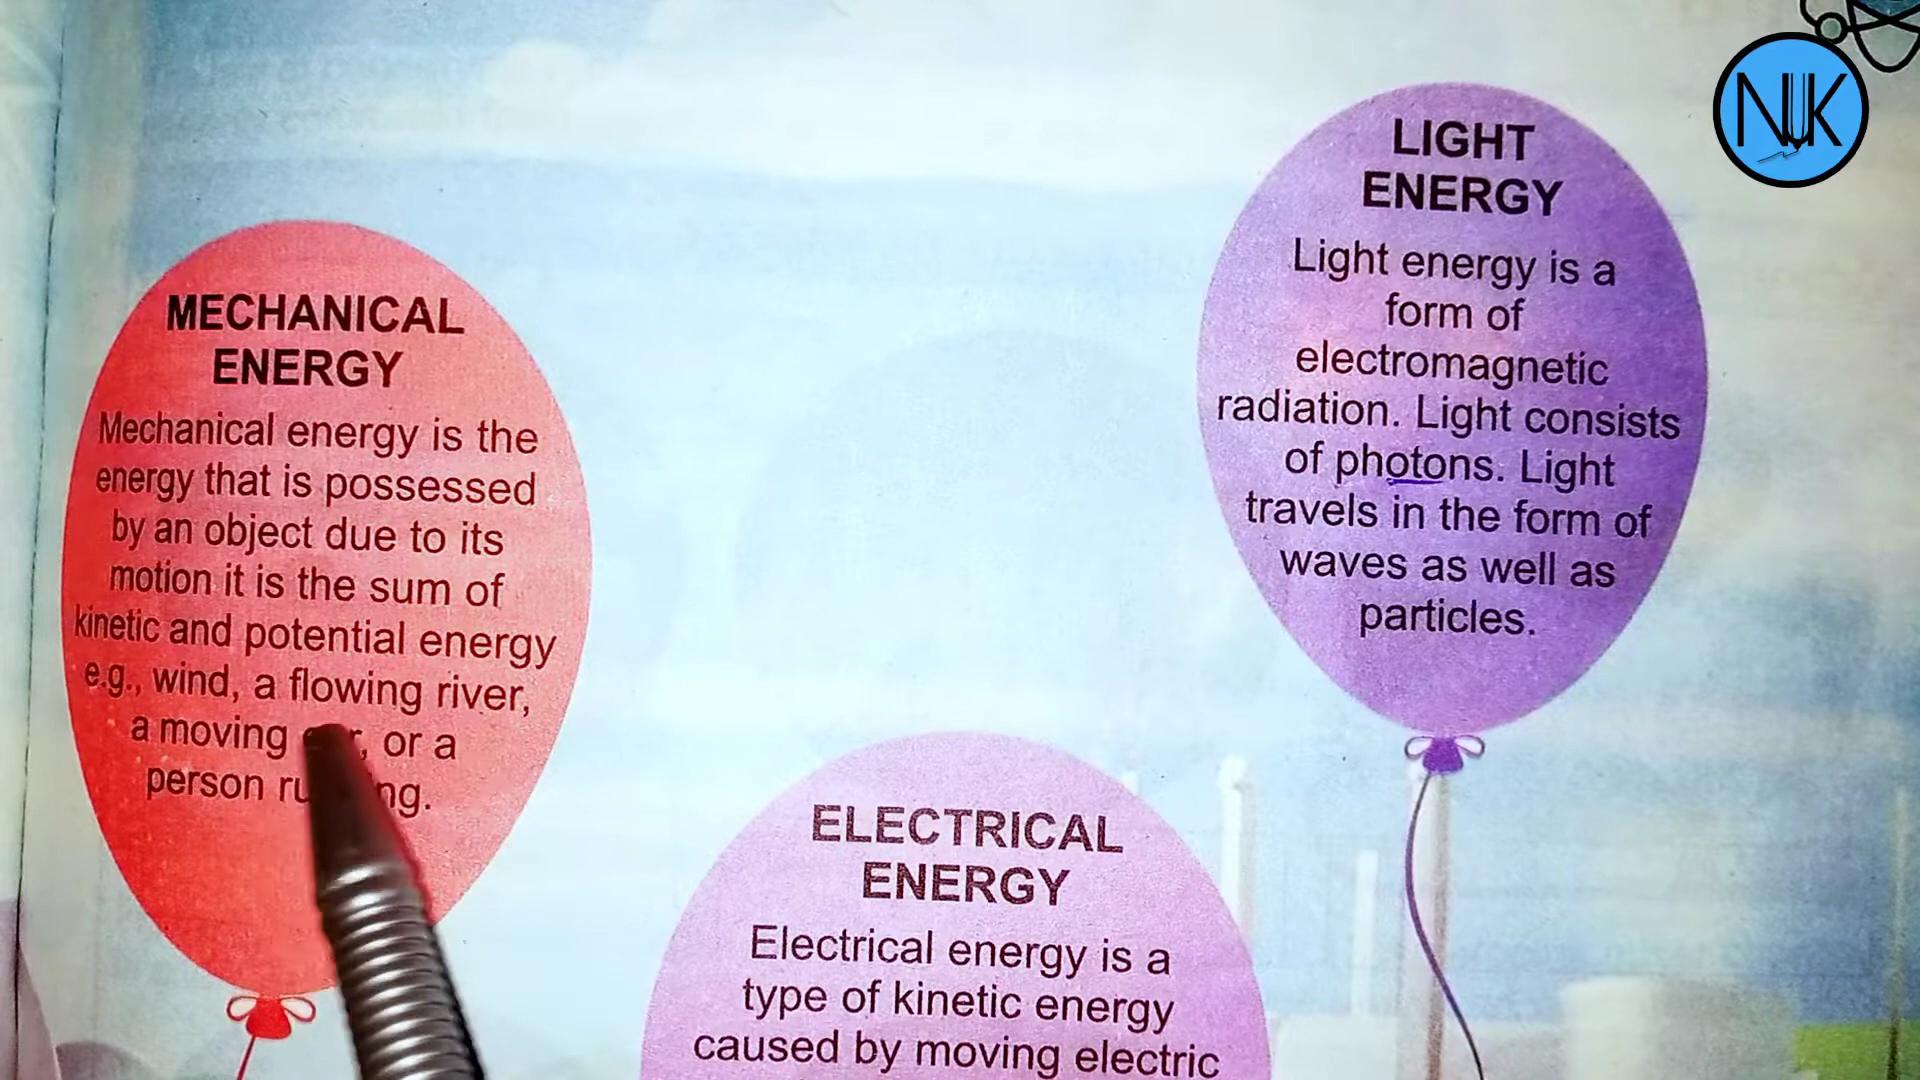 MECHANICAL
ENERGY
Mechanical energy is the
energy that is possessed
by an object due to its
motion it is the sum of
kinetic and potential energy
e.g., wind, a flowing river,
a moving , or a
person
LIGHT
ENERGY
Light energy is a
form of
electromagnetic
radiation. Light consists
of photons. Light
travels in the form of
waves as well as
particles.
ELECTRICAL
ENERGY
Electrical energy is a
type of kinetic energy
caused by moving electric
NUK